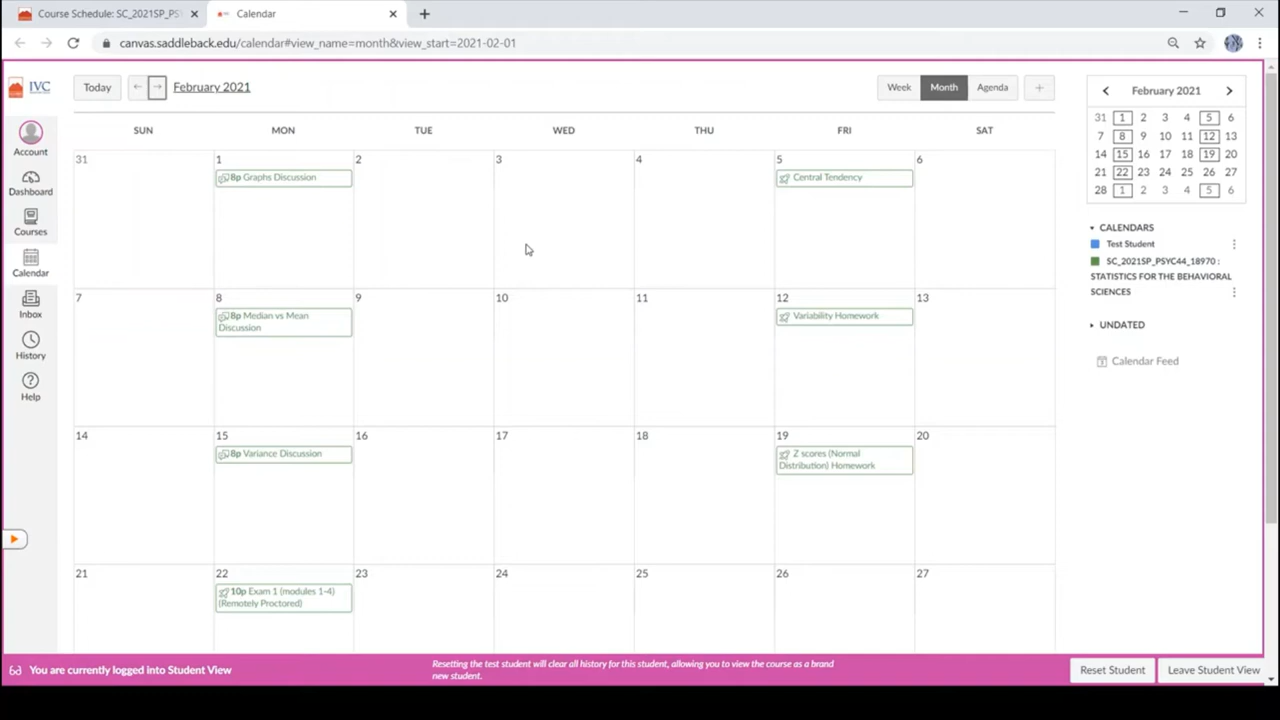 Course Schedule: SC_2021SP_PS
Calendar
canvas.saddleback.edu/calendar#view_name=month&view_start=2021-02-01
IVC
Today
February 2021
Week
Month
Agenda
February 2021
SUN MON TUE WED THU FRI SAT
31 1 2 3 4 5 6
8p Graphs Discussion
Central Tendency
7 8 9 10 11 12 13
8p Median vs Mean
Discussion
Variability Homework
14 15 16 17 18 19 20
8p Variance Discussion
Z scores (Normal
Distribution) Homework
21 22 23 24 25 26 27
10p Exam 1 (modules 1-4)
(Remotely Proctored)
31 1 2 3 4 5 6
7 8 9 10 11 12 13
14 15 16 17 18 19 20
21 22 23 24 25 26 27
28 1 2 3 4 5 6
CALENDARS
Test Student
SC_2021SP_PSYC44_18970 :
STATISTICS FOR THE BEHAVIORAL
SCIENCES
UNDATED
Calendar Feed
Account
Dashboard
Courses
Calendar
Inbox
History
Help
You are currently logged into Student View
Resetting the test student will clear all history for this student, allowing you to view the course as a brand
new student.
Reset Student
Leave Student View